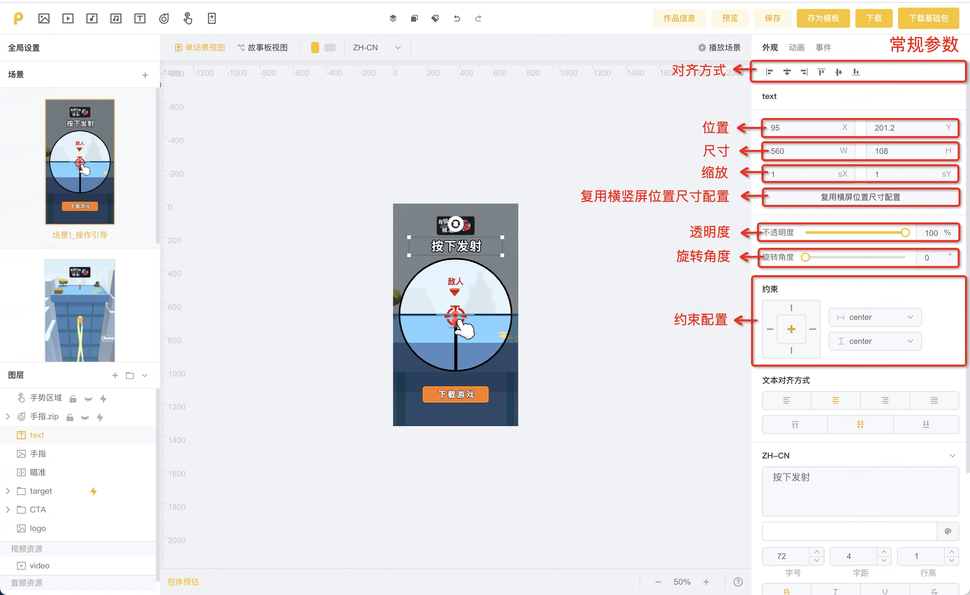 作品信息 预览 保存 存为模板 下载 下载基础包
全局设置 单场景视图 故事板视图 ZH-CN 播放场景 外观 动画 事件 常规参数
场景
-1200 -1000 -800 -600 -400 -200 0 200 400 600 800 1000 1200 1400 1600
对齐方式
text
位置 95 X 201.2 Y
尺寸 560 W 108 H
缩放 1 sX 1 sY
复用横竖屏位置尺寸配置 复用横屏位置尺寸配置
透明度 不透明度 100 %
旋转角度 旋转角度 0 °
约束
约束配置 center
center
文本对齐方式
ZH-CN
按下发射
72 4 1
字号 字距 行高
B T U S
-600
-400
-200
0
200
400
600
800
1000
1200
1400
1600
1800
2000
按下发射
敌人
下载游戏
按下发射
敌人
下载游戏
场景1_操作引导
图层
手势区域
手指.zip
text
手指
瞄准
target
CTA
logo
视频资源
video
音频资源
包体预估 50%